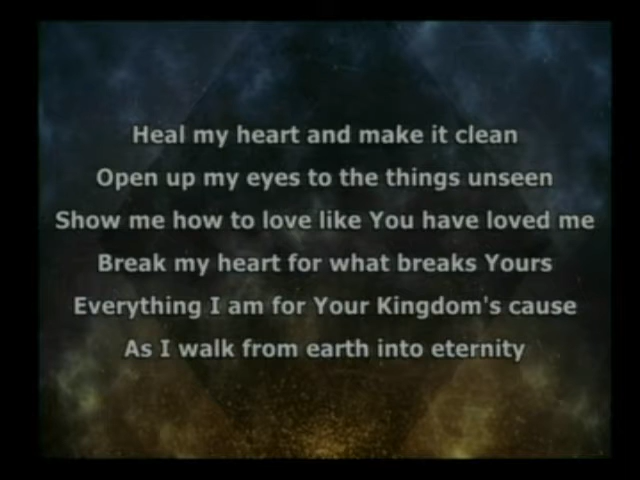 Heal my heart and make it clean
Open up my eyes to the things unseen
Show me how to love like You have loved me
Break my heart for what breaks Yours
Everything I am for Your Kingdom's cause
As I walk from earth into eternity